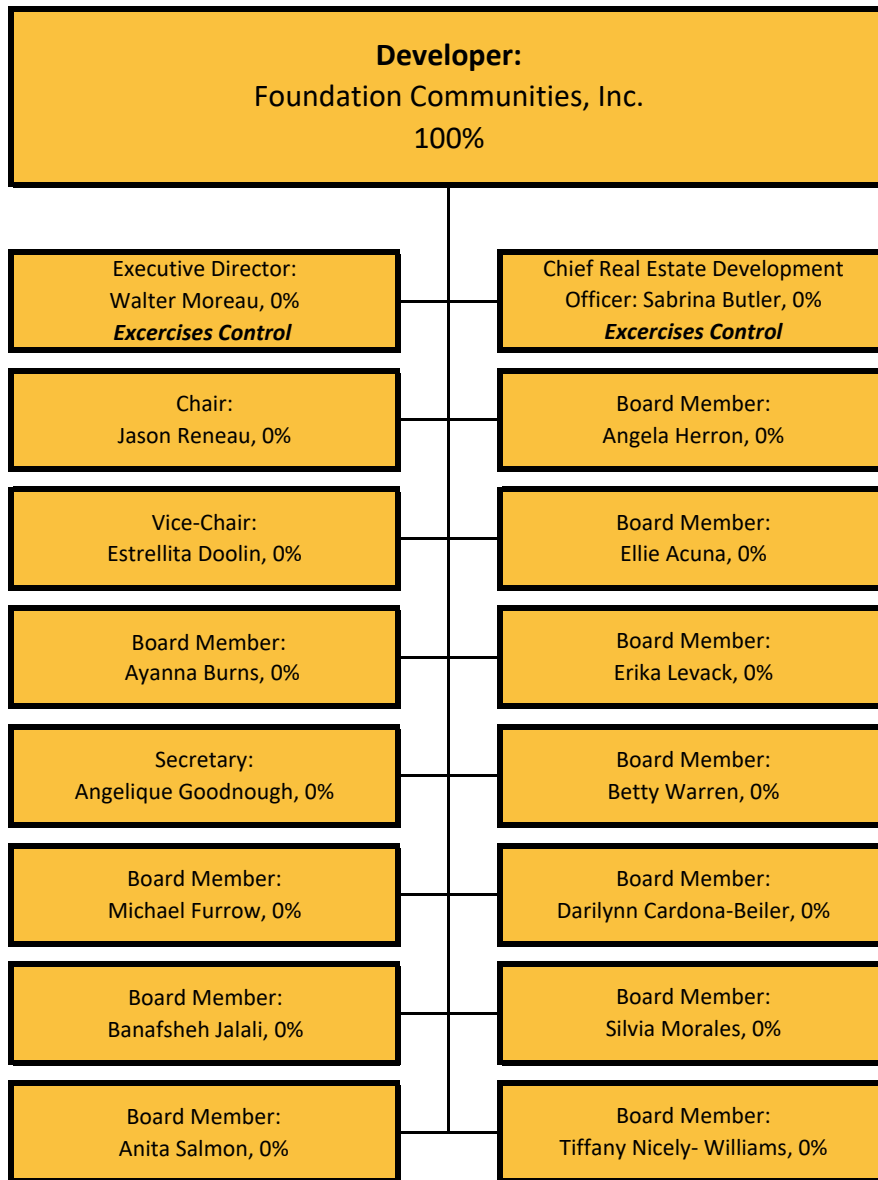 Developer:
Foundation Communities, Inc.
100%
Executive Director:
Walter Moreau, 0%
Excercises Control
Chief Real Estate Development
Officer: Sabrina Butler, 0%
Excercises Control
Chair:
Jason Reneau, 0%
Board Member:
Angela Herron, 0%
Vice-Chair:
Estrellita Doolin, 0%
Board Member:
Ellie Acuna, 0%
Board Member:
Ayanna Burns, 0%
Board Member:
Erika Levack, 0%
Secretary:
Angelique Goodnough, 0%
Board Member:
Betty Warren, 0%
Board Member:
Michael Furrow, 0%
Board Member:
Darilynn Cardona-Beiler, 0%
Board Member:
Banafsheh Jalali, 0%
Board Member:
Silvia Morales, 0%
Board Member:
Anita Salmon, 0%
Board Member:
Tiffany Nicely- Williams, 0%